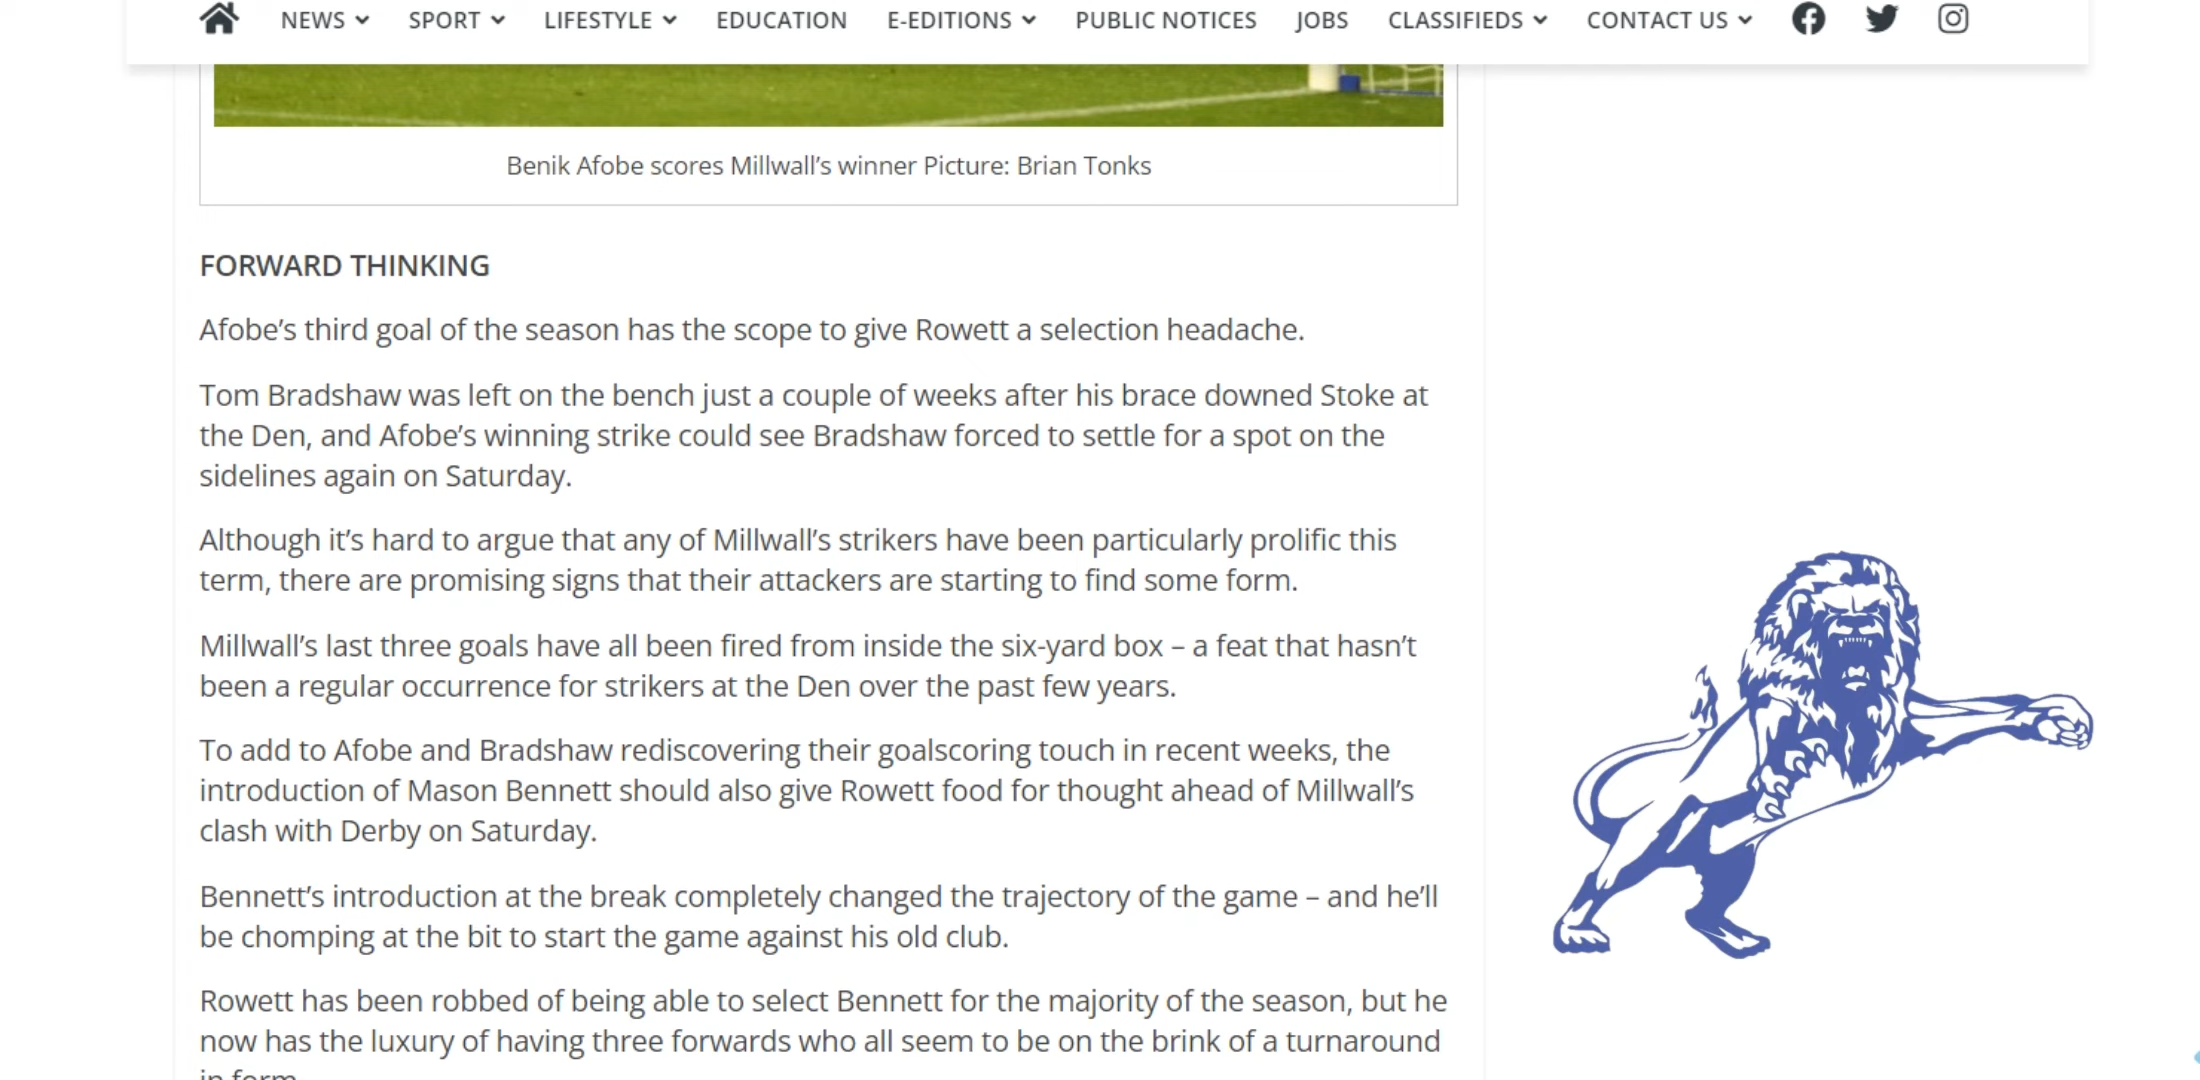 NEWS SPORT LIFESTYLE EDUCATION E-EDITIONS PUBLIC NOTICES JOBS CLASSIFIEDS CONTACT US
Benik Afobe scores Millwall’s winner Picture: Brian Tonks
FORWARD THINKING
Afobe’s third goal of the season has the scope to give Rowett a selection headache.
Tom Bradshaw was left on the bench just a couple of weeks after his brace downed Stoke at
the Den, and Afobe’s winning strike could see Bradshaw forced to settle for a spot on the
sidelines again on Saturday.
Although it’s hard to argue that any of Millwall’s strikers have been particularly prolific this
term, there are promising signs that their attackers are starting to find some form.
Millwall’s last three goals have all been fired from inside the six-yard box – a feat that hasn’t
been a regular occurrence for strikers at the Den over the past few years.
To add to Afobe and Bradshaw rediscovering their goalscoring touch in recent weeks, the
introduction of Mason Bennett should also give Rowett food for thought ahead of Millwall’s
clash with Derby on Saturday.
Bennett’s introduction at the break completely changed the trajectory of the game – and he’ll
be chomping at the bit to start the game against his old club.
Rowett has been robbed of being able to select Bennett for the majority of the season, but he
now has the luxury of having three forwards who all seem to be on the brink of a turnaround
in form